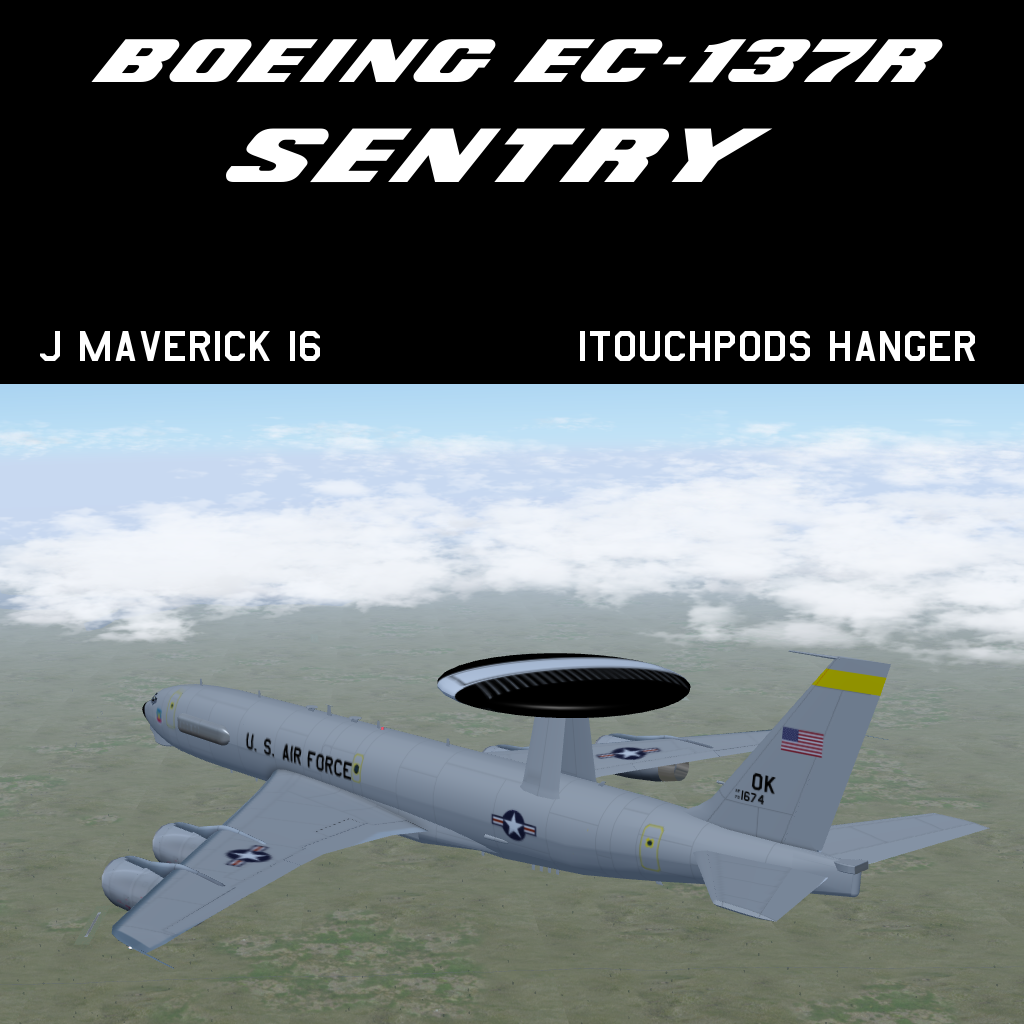 BOEING EC-137R
SENTRY
J MAVERICK 16
ITOUCHPODS HANGER
U. S. AIR FORCE
OK
1674